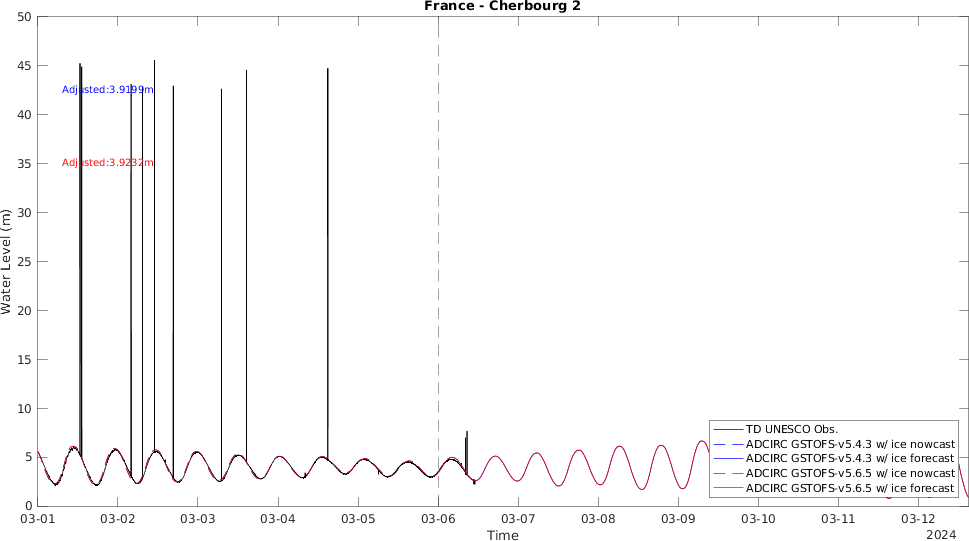 France - Cherbourg 2
50
45
40
35
30
25
20
15
10
5
0
Water Level (m)
Adjusted:3.9199m
Adjusted:3.9232m
TD UNESCO Obs.
ADCIRC GSTOFS-v5.4.3 w/ ice nowcast
ADCIRC GSTOFS-v5.4.3 w/ ice forecast
ADCIRC GSTOFS-v5.6.5 w/ ice nowcast
ADCIRC GSTOFS-v5.6.5 w/ ice forecast
03-01 03-02 03-03 03-04 03-05 03-06 03-07 03-08 03-09 03-10 03-11 03-12
Time
2024